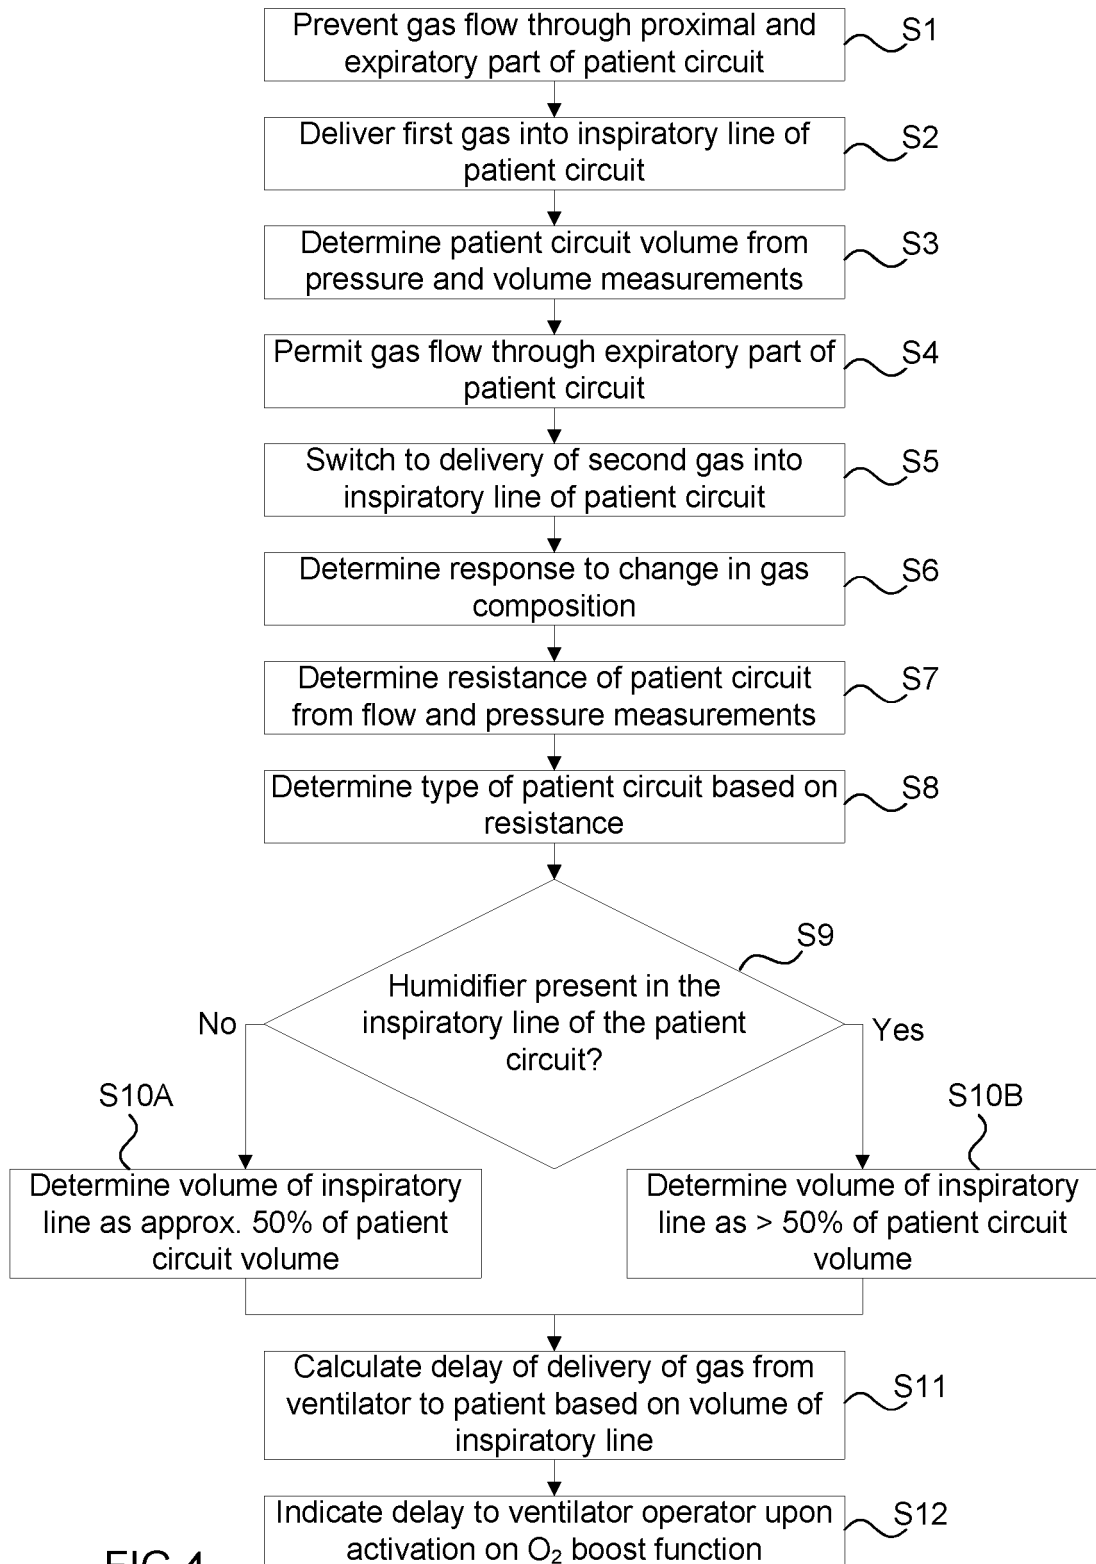 Prevent gas flow through proximal and
expiratory part of patient circuit
S1
Deliver first gas into inspiratory line of
patient circuit
S2
Determine patient circuit volume from
pressure and volume measurements
S3
Permit gas flow through expiratory part of
patient circuit
S4
Switch to delivery of second gas into
inspiratory line of patient circuit
S5
Determine response to change in gas
composition
S6
Determine resistance of patient circuit
from flow and pressure measurements
S7
Determine type of patient circuit based on
resistance
S8
Humidifier present in the
inspiratory line of the patient
circuit?
S9
No
Yes
S10A
Determine volume of inspiratory
line as approx. 50% of patient
circuit volume
S10B
Determine volume of inspiratory
line as > 50% of patient circuit
volume
Calculate delay of delivery of gas from
ventilator to patient based on volume of
inspiratory line
S11
Indicate delay to ventilator operator upon
activation on O₂ boost function
S12
FIG 4